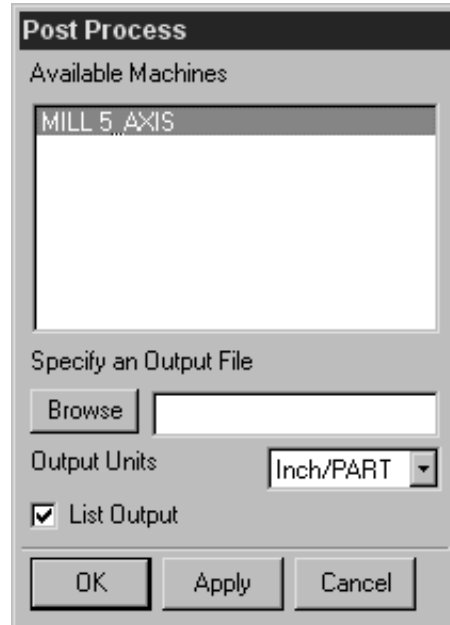 Post Process
Available Machines
MILL 5_AXIS
Specify an Output File
Browse
Output Units Inch/PART
List Output
OK Apply Cancel